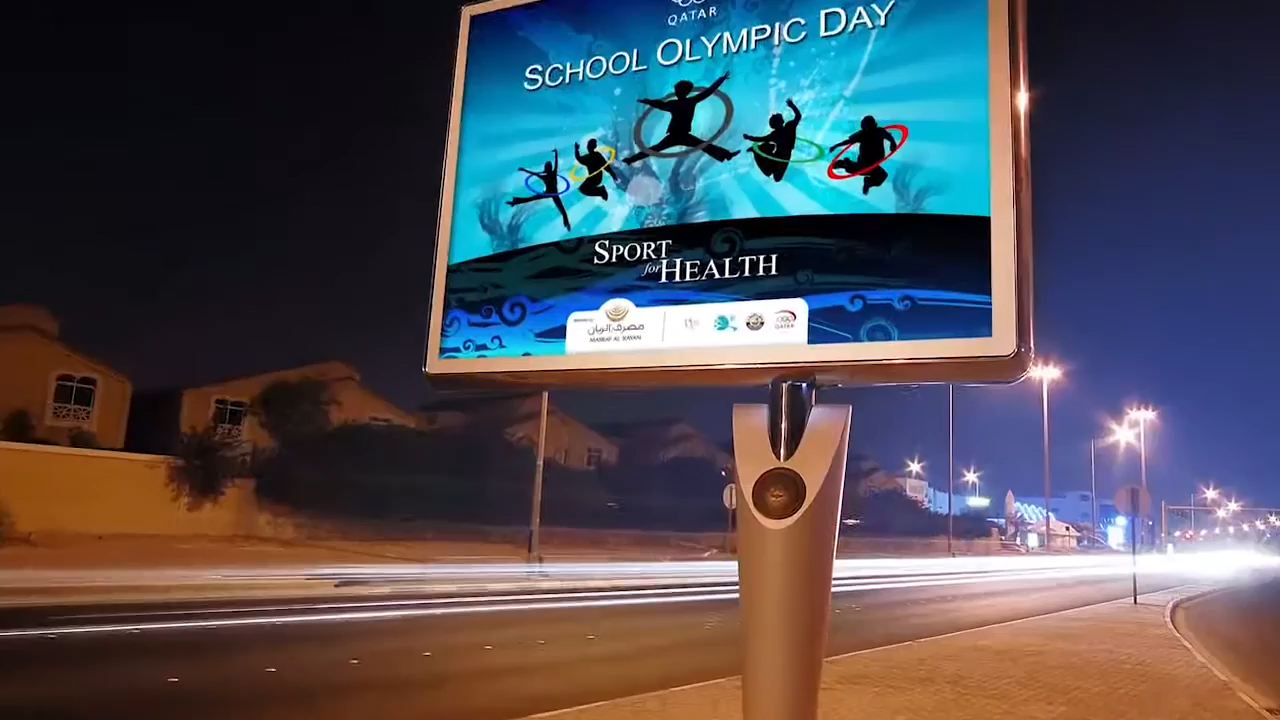 QATAR
SCHOOL OLYMPIC DAY
SPORT
for HEALTH
مصرف الريان
MASRAF AL RAYAN
QATAR